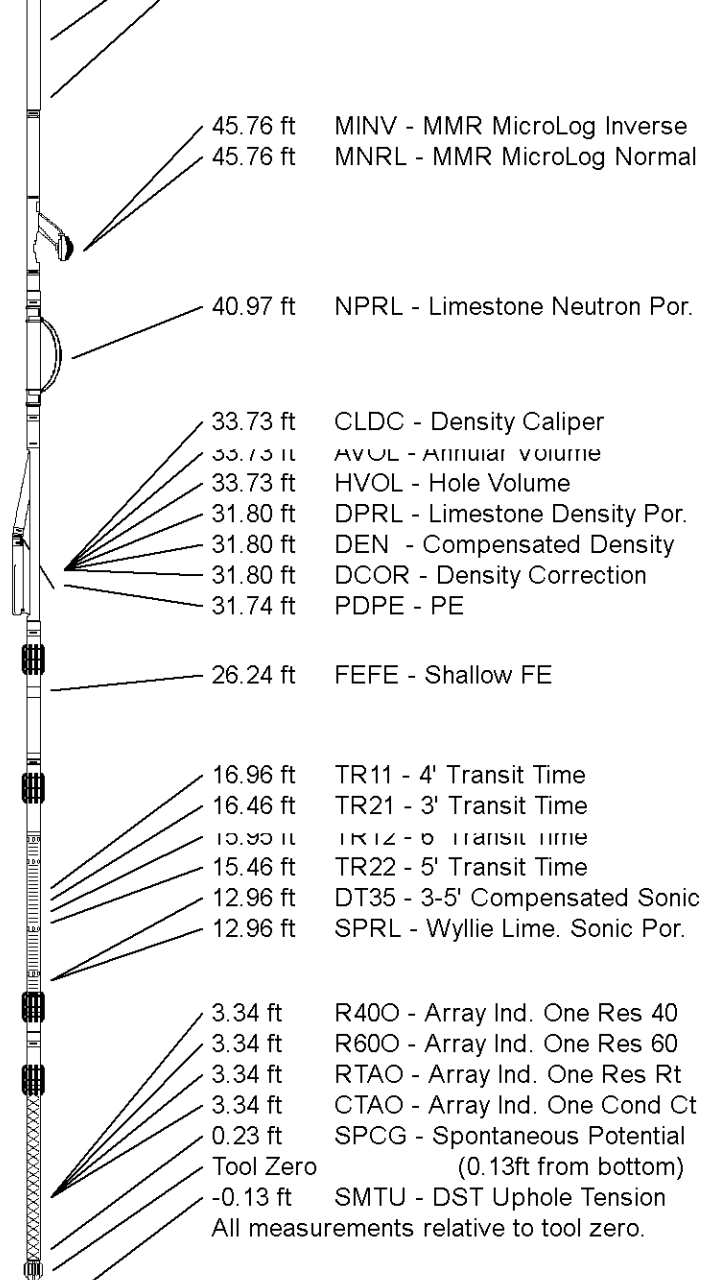 45.76 ft MINV - MMR MicroLog Inverse
45.76 ft MNRL - MMR MicroLog Normal
40.97 ft NPRL - Limestone Neutron Por.
33.73 ft CLDC - Density Caliper
33.73 ft AVOL - Annular Volume
33.73 ft HVOL - Hole Volume
31.80 ft DPRL - Limestone Density Por.
31.80 ft DEN - Compensated Density
31.80 ft DCOR - Density Correction
31.74 ft PDPE - PE
26.24 ft FEFE - Shallow FE
16.96 ft TR11 - 4' Transit Time
16.46 ft TR21 - 3' Transit Time
15.95 ft TR12 - 6' Transit Time
15.46 ft TR22 - 5' Transit Time
12.96 ft DT35 - 3-5' Compensated Sonic
12.96 ft SPRL - Wyllie Lime. Sonic Por.
3.34 ft R40O - Array Ind. One Res 40
3.34 ft R60O - Array Ind. One Res 60
3.34 ft RTAO - Array Ind. One Res Rt
3.34 ft CTAO - Array Ind. One Cond Ct
0.23 ft SPCG - Spontaneous Potential
Tool Zero (0.13ft from bottom)
-0.13 ft SMTU - DST Uphole Tension
All measurements relative to tool zero.